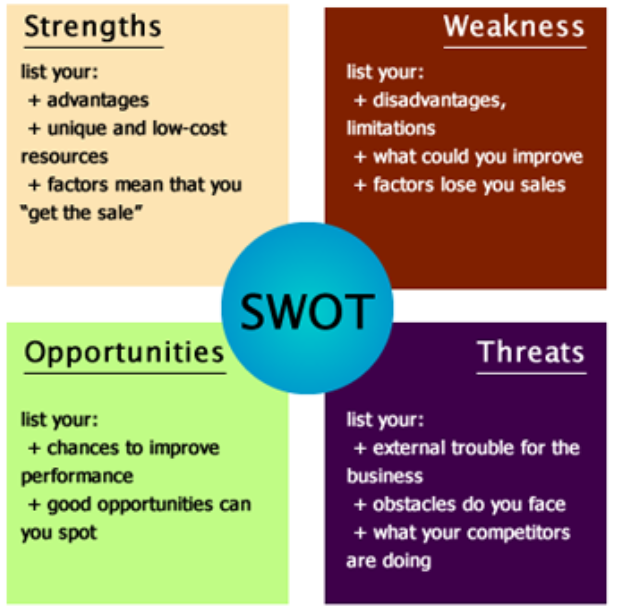 Strengths
list your:
+ advantages
+ unique and low-cost
resources
+ factors mean that you
“get the sale”
Weakness
list your:
+ disadvantages,
limitations
+ what could you improve
+ factors lose you sales
SWOT
Opportunities
list your:
+ chances to improve
performance
+ good opportunities can
you spot
Threats
list your:
+ external trouble for the
business
+ obstacles do you face
+ what your competitors
are doing